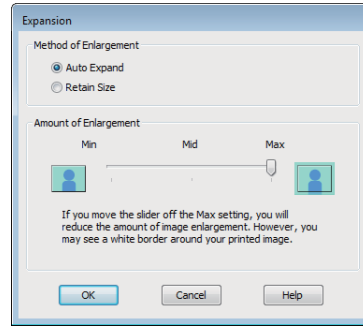 Expansion
Method of Enlargement
Auto Expand
Retain Size
Amount of Enlargement
Min Mid Max
If you move the slider off the Max setting, you will
reduce the amount of image enlargement. However, you
may see a white border around your printed image.
OK Cancel Help